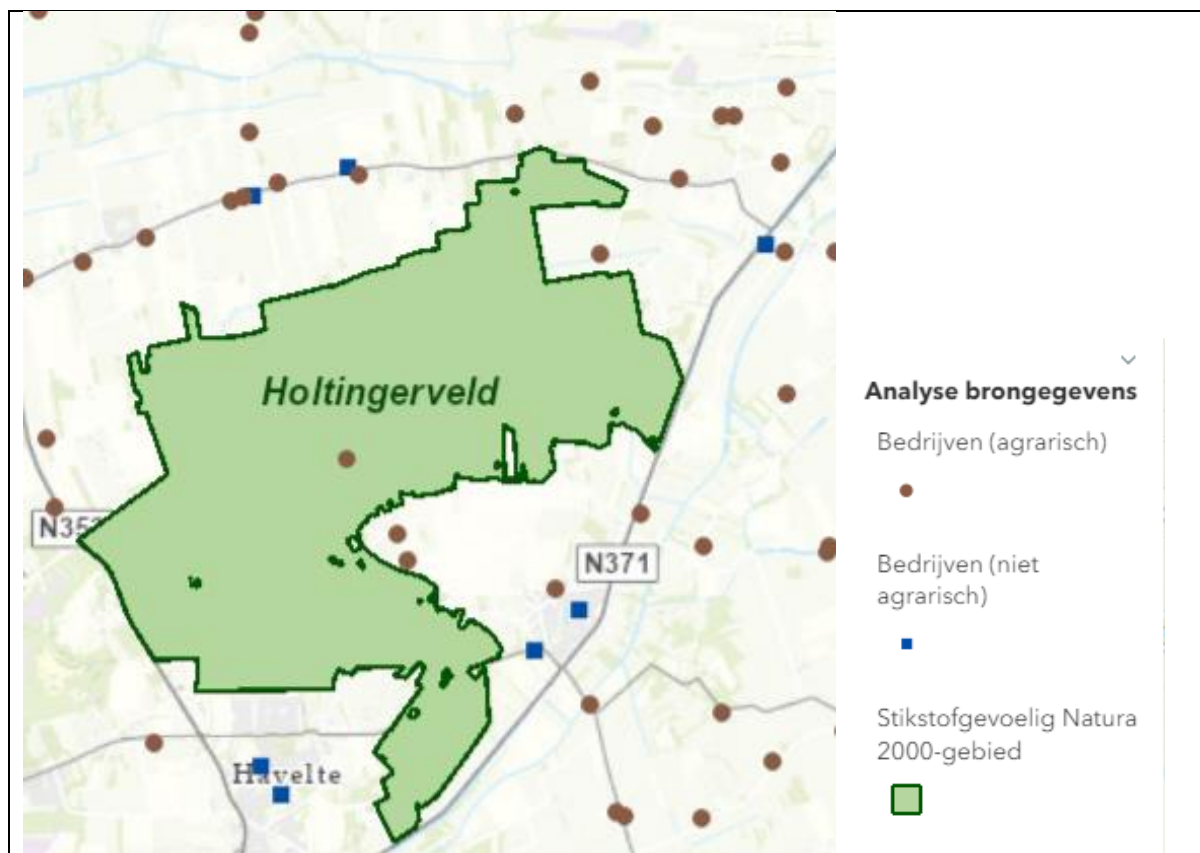 Holtingerveld
N371
Havelte
Analyse brongegevens
Bedrijven (agrarisch)
Bedrijven (niet
agrarisch)
Stikstofgevoelig Natura
2000-gebied